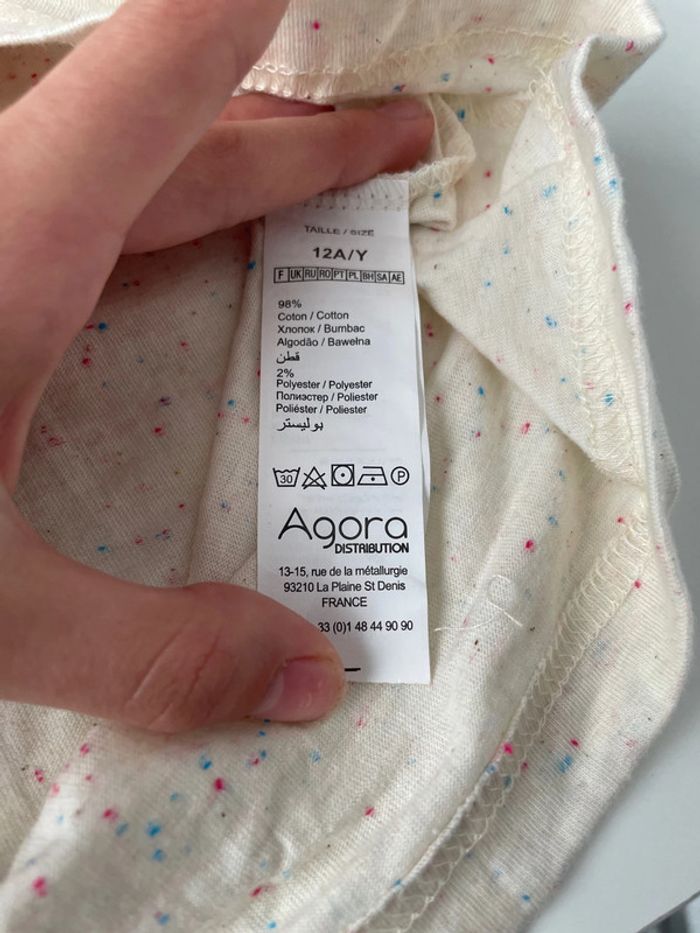 TAILLE / SIZE
12A/Y
F UK RU RO PT PL BH SA AE
98%
Coton / Cotton
Хлопок / Bumbac
Algodão / Bawełna
قطن
2%
Polyester / Polyester
Полиэстер / Poliester
Poliéster / Poliester
بوليستر
30 P
Agora
DISTRIBUTION
13-15, rue de la métallurgie
93210 La Plaine St Denis
FRANCE
33 (0)1 48 44 90 90